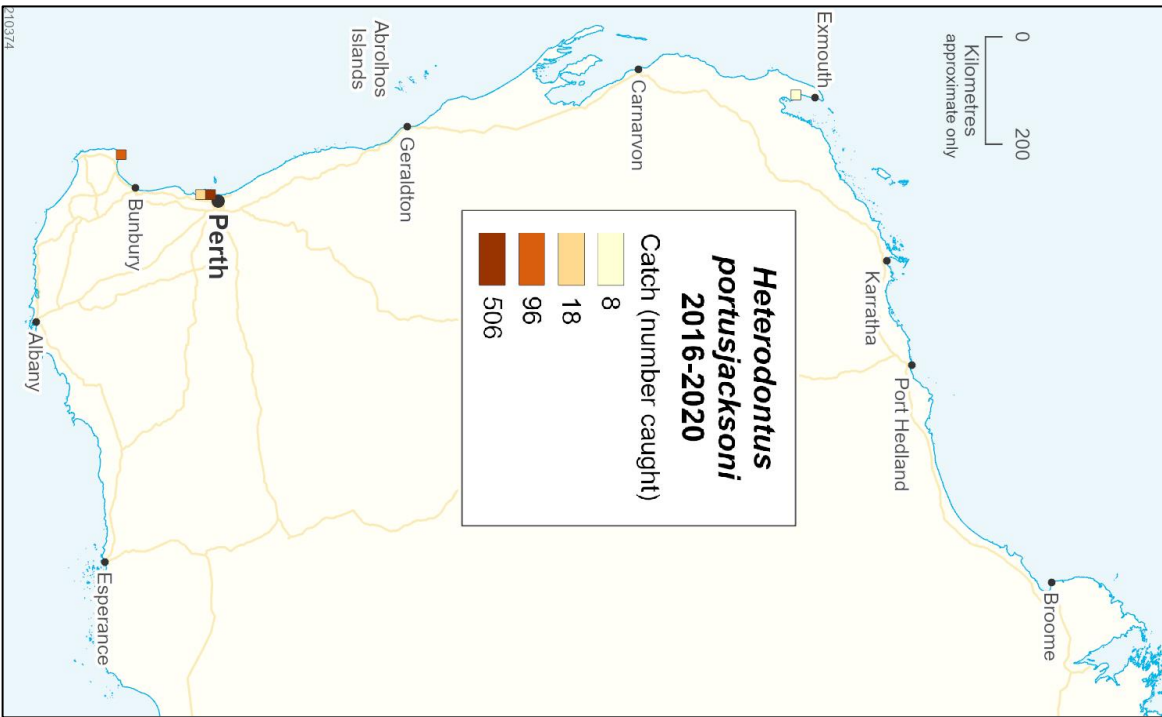 Heterodontus
portusjacksoni
2016-2020
Catch (number caught)
8
18
96
506
0
200
Kilometres
approximate only
Broome
Port Hedland
Karratha
Exmouth
Carnarvon
Abrolhos
Islands
Geraldton
Perth
Bunbury
Albany
Esperance
210374